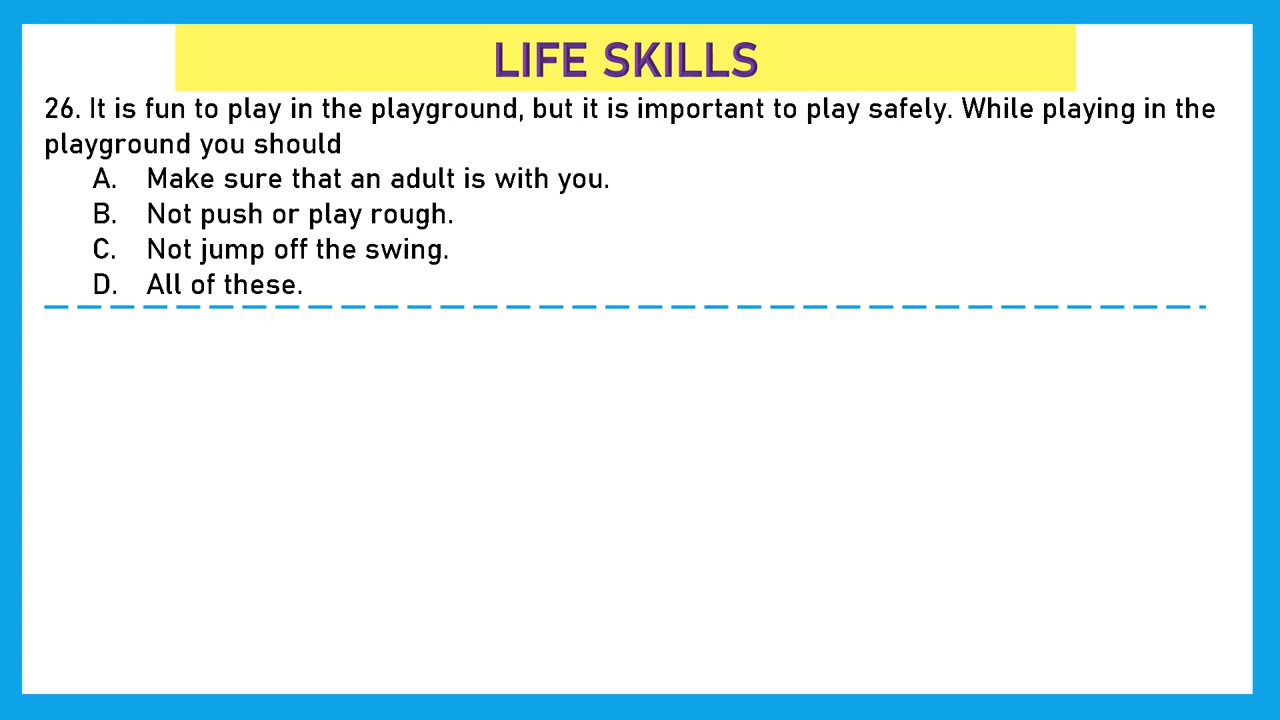 LIFE SKILLS
26. It is fun to play in the playground, but it is important to play safely. While playing in the
playground you should
A. Make sure that an adult is with you.
B. Not push or play rough.
C. Not jump off the swing.
D. All of these.